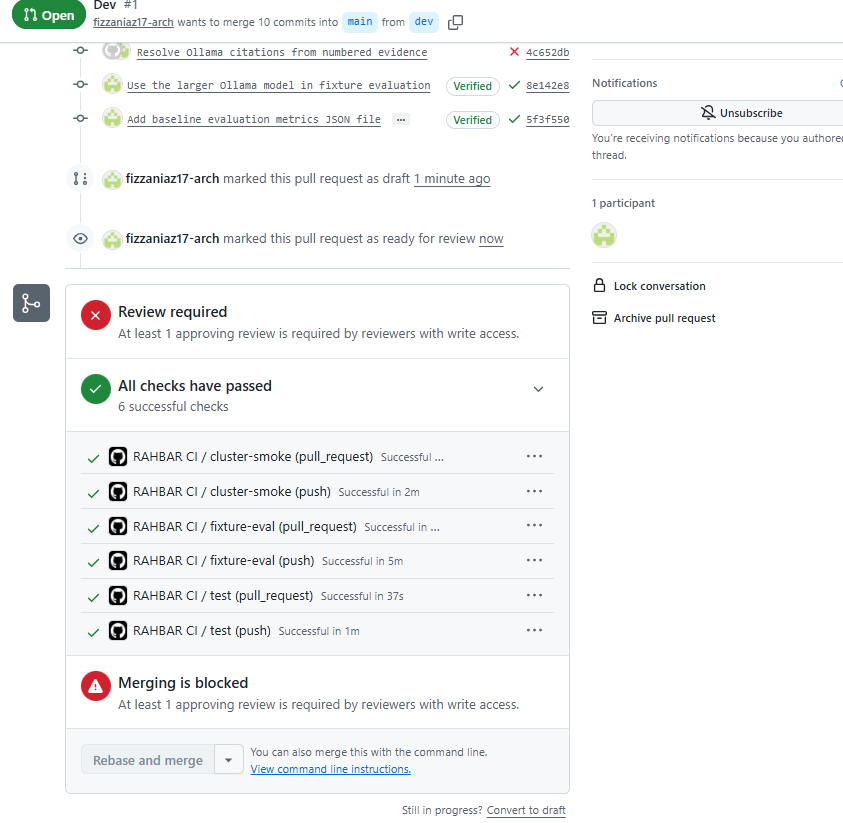 Open
Dev #1
fizzaniaz17-arch wants to merge 10 commits into main from dev
Resolve Ollama citations from numbered evidence 4c652db
Use the larger Ollama model in fixture evaluation Verified 8e142e8
Add baseline evaluation metrics JSON file ... Verified 5f3f550
fizzaniaz17-arch marked this pull request as draft 1 minute ago
fizzaniaz17-arch marked this pull request as ready for review now
Review required
At least 1 approving review is required by reviewers with write access.
All checks have passed
6 successful checks
RAHBAR CI / cluster-smoke (pull_request) Successful ...
RAHBAR CI / cluster-smoke (push) Successful in 2m
RAHBAR CI / fixture-eval (pull_request) Successful in ...
RAHBAR CI / fixture-eval (push) Successful in 5m
RAHBAR CI / test (pull_request) Successful in 37s
RAHBAR CI / test (push) Successful in 1m
Merging is blocked
At least 1 approving review is required by reviewers with write access.
Rebase and merge
You can also merge this with the command line.
View command line instructions.
Still in progress? Convert to draft
Notifications
Unsubscribe
You're receiving notifications because you authored
thread.
1 participant
Lock conversation
Archive pull request